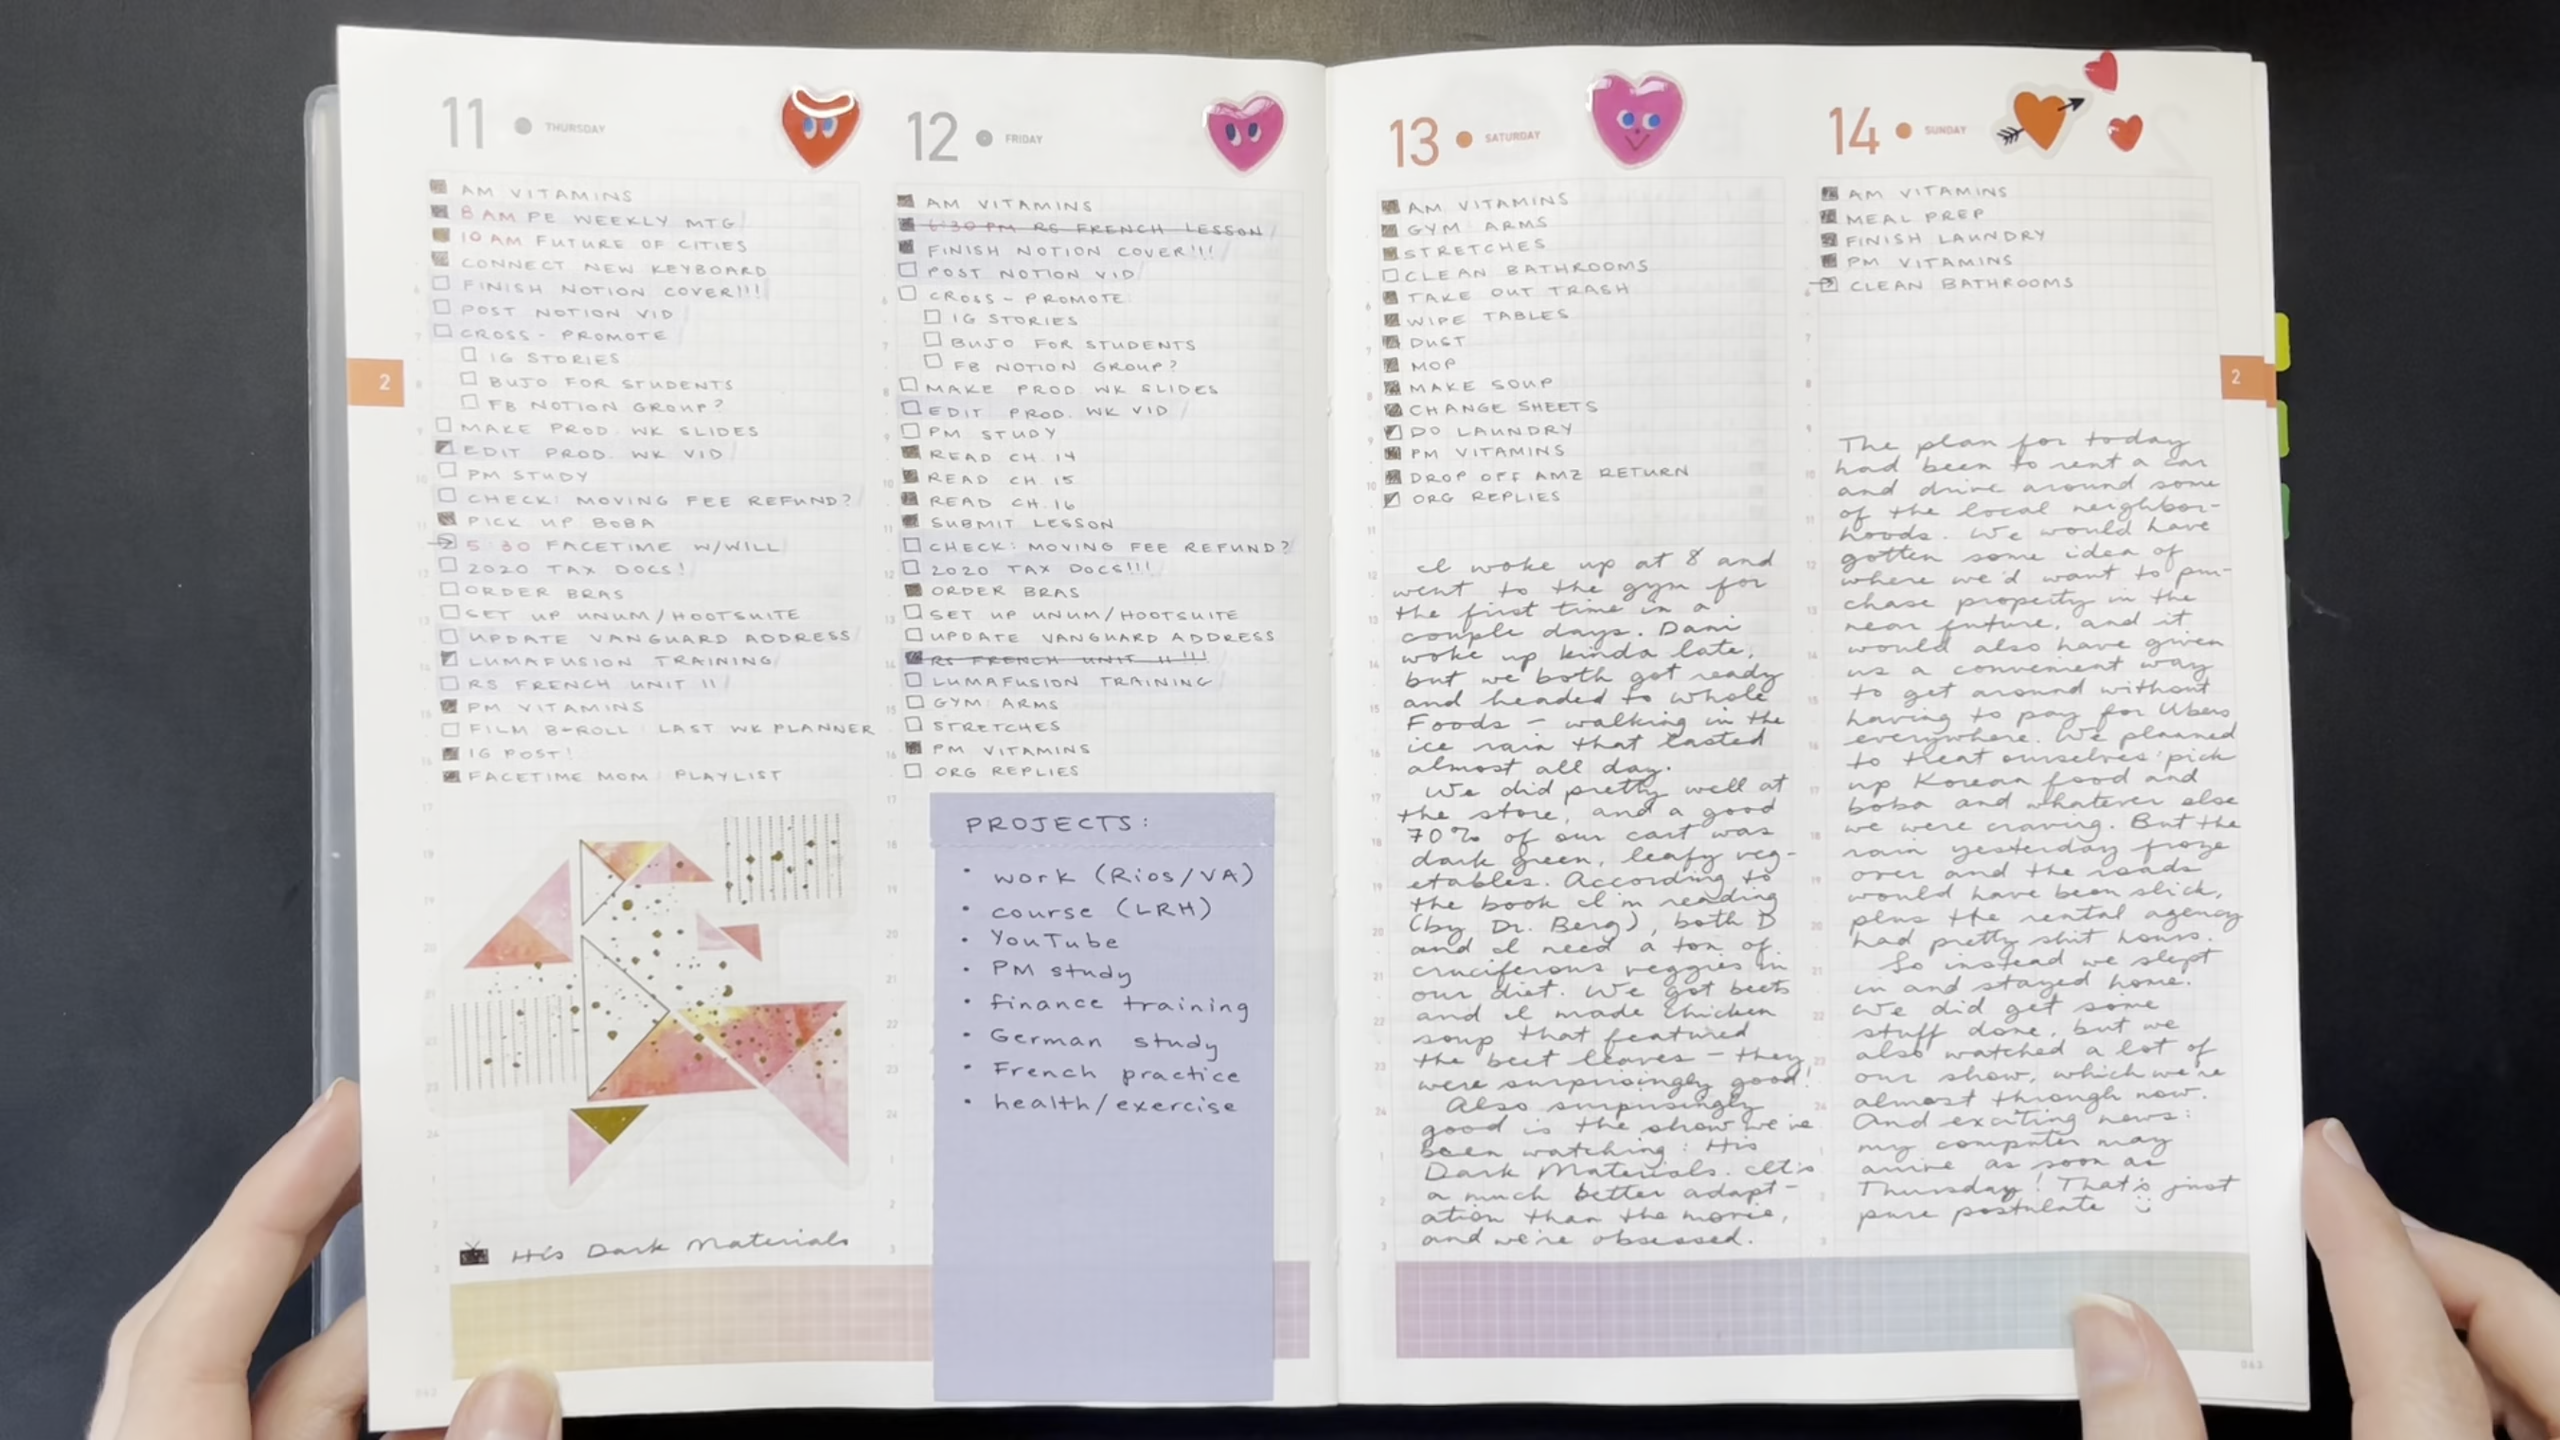 11 THURSDAY
AM VITAMINS
8 AM PE WEEKLY MTG
10 AM FUTURE OF CITIES
CONNECT NEW KEYBOARD
FINISH NOTION COVER!!!
POST NOTION VID
CROSS-PROMOTE
IG STORIES
BUJO FOR STUDENTS
FB NOTION GROUP?
MAKE PROD. WK SLIDES
EDIT PROD. WK VID
PM STUDY
CHECK: MOVING FEE REFUND?
PICK UP BOBA
5:30 FACETIME W/WILL
2020 TAX DOCS!
ORDER BRAS
SET UP UNUM/HOOTSUITE
UPDATE VANGUARD ADDRESS
LUMAFUSION TRAINING
RS FRENCH UNIT 11
PM VITAMINS
FILM B-ROLL: LAST WK PLANNER
IG POST!
FACETIME MOM: PLAYLIST
His Dark Materials
2
12 FRIDAY
AM VITAMINS
6:30 PM RS FRENCH LESSON
FINISH NOTION COVER!!!
POST NOTION VID
CROSS-PROMOTE:
IG STORIES
BUJO FOR STUDENTS
FB NOTION GROUP?
MAKE PROD WK SLIDES
EDIT PROD. WK VID
PM STUDY
READ CH. 14
READ CH. 15
READ CH. 16
SUBMIT LESSON
CHECK: MOVING FEE REFUND?
2020 TAX DOCS!!!
ORDER BRAS
SET UP UNUM/HOOTSUITE
UPDATE VANGUARD ADDRESS
RS FRENCH UNIT 11!!!
LUMAFUSION TRAINING
GYM: ARMS
STRETCHES
PM VITAMINS
ORG REPLIES
PROJECTS:
• work (Rios/VA)
• course (LRH)
• YouTube
• PM study
• finance training
• German study
• French practice
• health/exercise
13 SATURDAY
AM VITAMINS
GYM: ARMS
STRETCHES
CLEAN BATHROOMS
TAKE OUT TRASH
WIPE TABLES
DUST
MOP
MAKE SOUP
CHANGE SHEETS
DO LAUNDRY
PM VITAMINS
DROP OFF AMZ RETURN
ORG REPLIES
I woke up at 8 and
went to the gym for
the first time in a
couple days. Dani
woke up kinda late,
but we both got ready
and headed to Whole
Foods - walking in the
ice rain that lasted
almost all day.
We did pretty well at
the store, and a good
70% of our cart was
dark green, leafy veg-
etables. According to
the book I'm reading
(by Dr. Berg), both D
and I need a ton of
cruciferous veggies in
our diet. We got beets
and I made chicken
soup that featured
the beet leaves - they
were surprisingly good!
Also surprisingly
good is the show we've
been watching: His
Dark Materials. It's
a much better adapt-
ation than the movie,
and we're obsessed.
14 SUNDAY
AM VITAMINS
MEAL PREP
FINISH LAUNDRY
PM VITAMINS
CLEAN BATHROOMS
The plan for today
had been to rent a car
and drive around some
of the local neighbor-
hoods. We would have
gotten some idea of
where we'd want to pur-
chase property in the
near future, and it
would also have given
us a convenient way
to get around without
having to pay for Ubers
everywhere. We planned
to treat ourselves: pick
up Korean food and
boba and whatever else
we were craving. But the
rain yesterday froze
over and the roads
would have been slick,
plus the rental agency
had pretty shit hours.
So instead we slept
in and stayed home.
We did get some
stuff done, but we
also watched a lot of
our show, which we're
almost through now.
And exciting news:
my computer may
arrive as soon as
Thursday! That's just
pure postulate
2
063